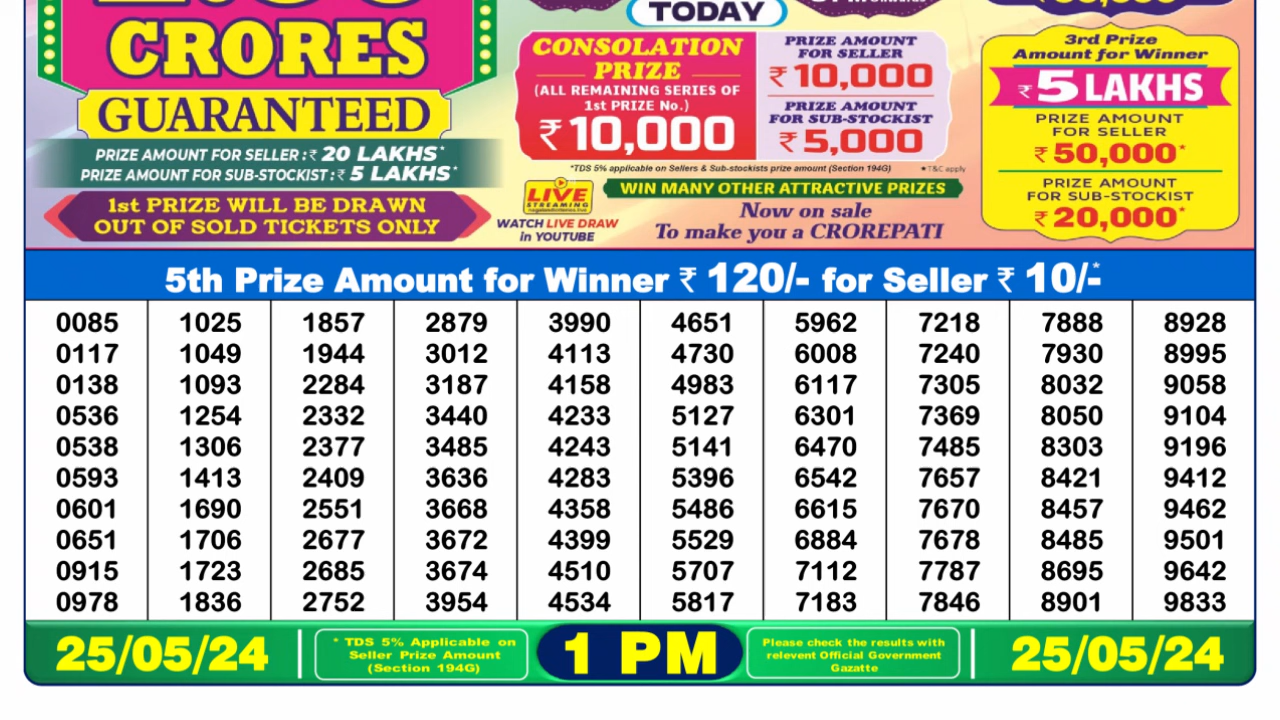 CRORES
GUARANTEED
PRIZE AMOUNT FOR SELLER : ₹ 20 LAKHS*
PRIZE AMOUNT FOR SUB-STOCKIST : ₹ 5 LAKHS*
1st PRIZE WILL BE DRAWN
OUT OF SOLD TICKETS ONLY
TODAY
CONSOLATION
PRIZE
(ALL REMAINING SERIES OF
1st PRIZE No.)
₹ 10,000
PRIZE AMOUNT
FOR SELLER
₹ 10,000
PRIZE AMOUNT
FOR SUB-STOCKIST
₹ 5,000
*TDS 5% applicable on Sellers & Sub-stockists prize amount (Section 194G)
*T&C apply
LIVE
STREAMING
WATCH LIVE DRAW
in YOUTUBE
WIN MANY OTHER ATTRACTIVE PRIZES
Now on sale
To make you a CROREPATI
3rd Prize
Amount for Winner
₹ 5 LAKHS
PRIZE AMOUNT
FOR SELLER
₹ 50,000*
PRIZE AMOUNT
FOR SUB-STOCKIST
₹ 20,000*
5th Prize Amount for Winner ₹ 120/- for Seller ₹ 10/-*
0085 1025 1857 2879 3990 4651 5962 7218 7888 8928
0117 1049 1944 3012 4113 4730 6008 7240 7930 8995
0138 1093 2284 3187 4158 4983 6117 7305 8032 9058
0536 1254 2332 3440 4233 5127 6301 7369 8050 9104
0538 1306 2377 3485 4243 5141 6470 7485 8303 9196
0593 1413 2409 3636 4283 5396 6542 7657 8421 9412
0601 1690 2551 3668 4358 5486 6615 7670 8457 9462
0651 1706 2677 3672 4399 5529 6884 7678 8485 9501
0915 1723 2685 3674 4510 5707 7112 7787 8695 9642
0978 1836 2752 3954 4534 5817 7183 7846 8901 9833
25/05/24
* TDS 5% Applicable on
Seller Prize Amount
(Section 194G)
1 PM
Please check the results with
relevent Official Government
Gazatte
25/05/24